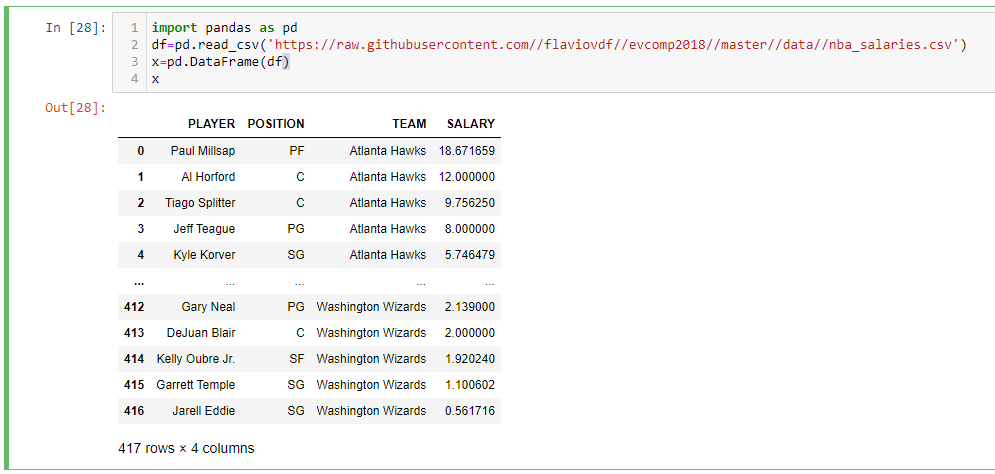 In [28]: 1 import pandas as pd
2 df=pd.read_csv('https://raw.githubusercontent.com//flaviovdf//evcomp2018//master//data//nba_salaries.csv')
3 x=pd.DataFrame(df)
4 x
Out[28]:
PLAYER POSITION TEAM SALARY
0 Paul Millsap PF Atlanta Hawks 18.671659
1 Al Horford C Atlanta Hawks 12.000000
2 Tiago Splitter C Atlanta Hawks 9.756250
3 Jeff Teague PG Atlanta Hawks 8.000000
4 Kyle Korver SG Atlanta Hawks 5.746479
... ... ... ... ...
412 Gary Neal PG Washington Wizards 2.139000
413 DeJuan Blair C Washington Wizards 2.000000
414 Kelly Oubre Jr. SF Washington Wizards 1.920240
415 Garrett Temple SG Washington Wizards 1.100602
416 Jarell Eddie SG Washington Wizards 0.561716
417 rows × 4 columns